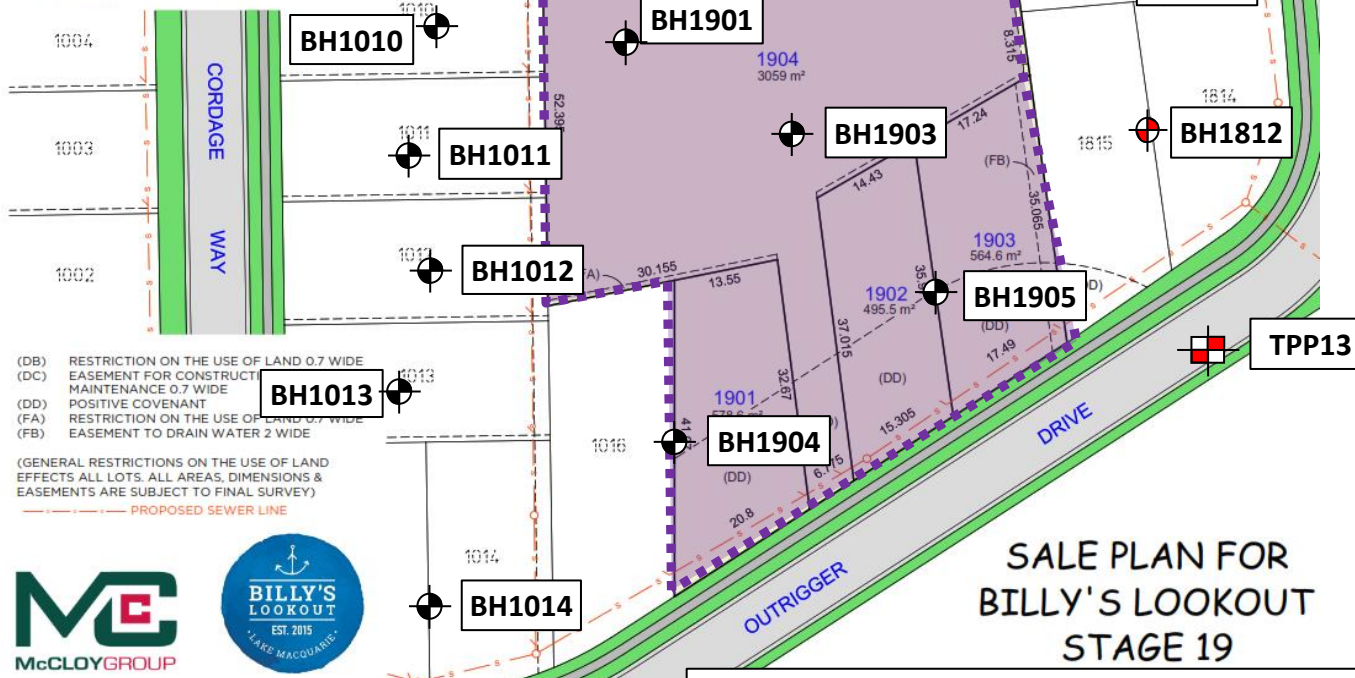 1004
1003
1002
CORDAGE
WAY
1010
BH1010
1011
BH1011
BH1012
1013
BH1013
1014
BH1014
1016
BH1901
1904
3059 m²
8.315
BH1903
17.24
14.43
(FB)
35.065
1903
564.6 m²
30.155
13.55
1902
495.5 m²
BH1905
(DD)
17.49
37.015
(DD)
32.67
1901
BH1904
(DD)
15.305
6.775
20.8
1814
1815
BH1812
TPP13
OUTRIGGER
DRIVE
(DB) RESTRICTION ON THE USE OF LAND 0.7 WIDE
(DC) EASEMENT FOR
MAINTENANCE 0.7 WIDE
(DD) POSITIVE COVENANT
(FA) RESTRICTION ON THE USE OF LAND 0.7 WIDE
(FB) EASEMENT TO DRAIN WATER 2 WIDE
(GENERAL RESTRICTIONS ON THE USE OF LAND
EFFECTS ALL LOTS. ALL AREAS, DIMENSIONS &
EASEMENTS ARE SUBJECT TO FINAL SURVEY)
PROPOSED SEWER LINE
MC
McCLOYGROUP
BILLY'S
LOOKOUT
EST. 2015
LAKE MACQUARIE
SALE PLAN FOR
BILLY'S LOOKOUT
STAGE 19